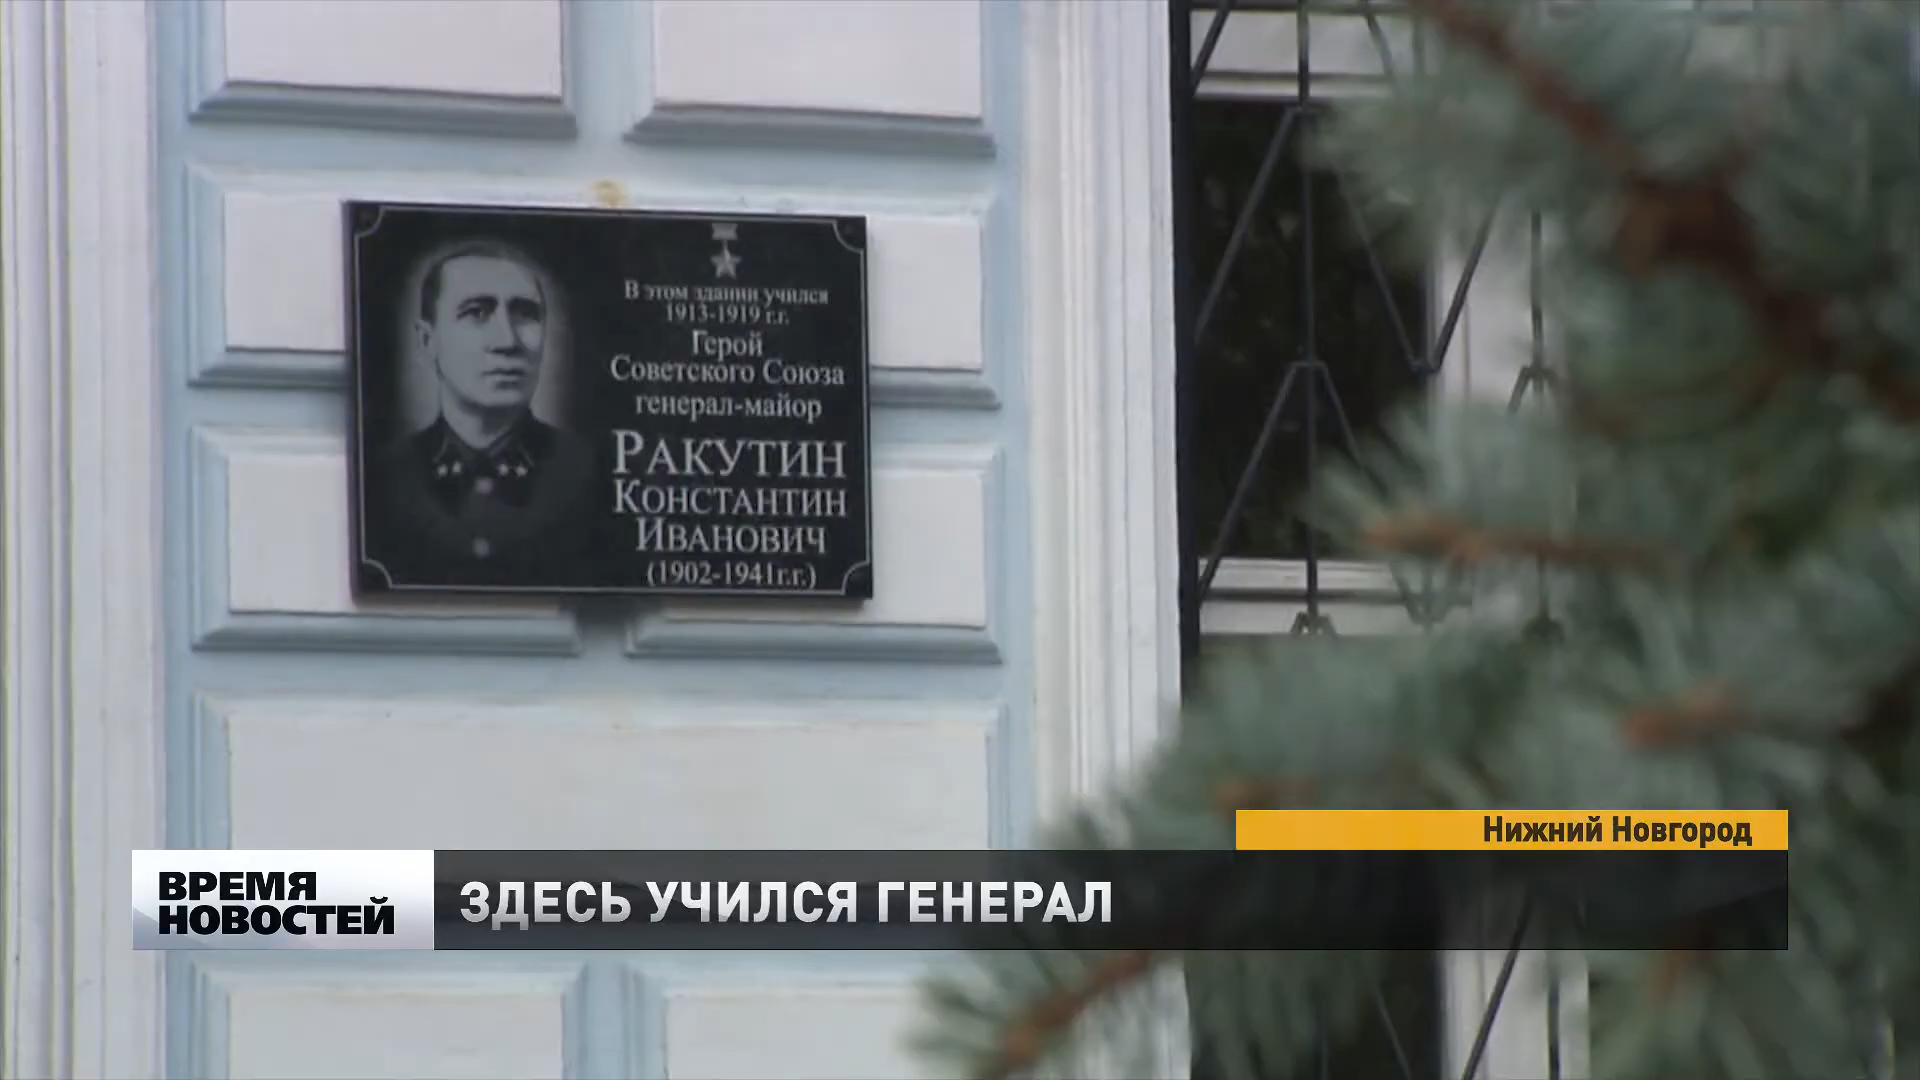 В этом здании учился
1913-1919 г.г.
Герой
Советского Союза
генерал-майор
РАКУТИН
КОНСТАНТИН
ИВАНОВИЧ
(1902-1941г.г.)
Нижний Новгород
ВРЕМЯ
НОВОСТЕЙ
ЗДЕСЬ УЧИЛСЯ ГЕНЕРАЛ